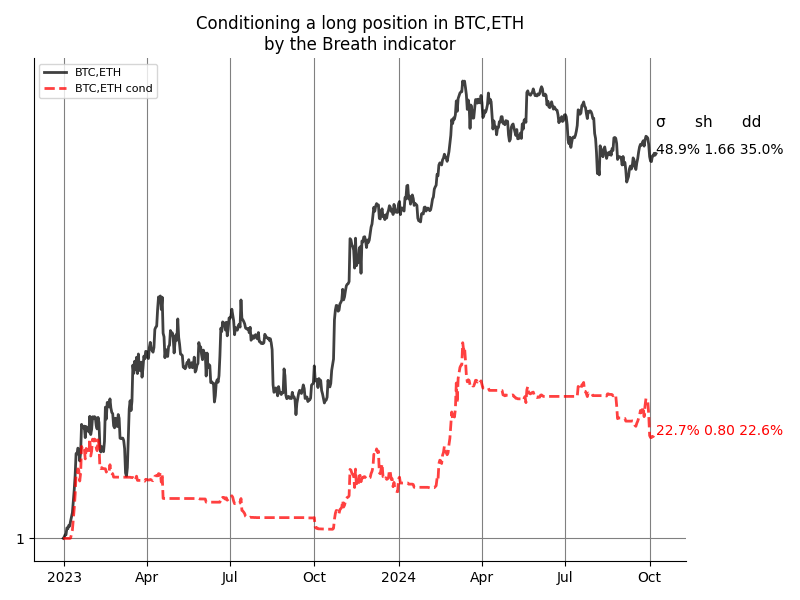 Conditioning a long position in BTC,ETH
by the Breath indicator
BTC,ETH
BTC,ETH cond
σ sh dd
48.9% 1.66 35.0%
22.7% 0.80 22.6%
1
2023 Apr Jul Oct 2024 Apr Jul Oct